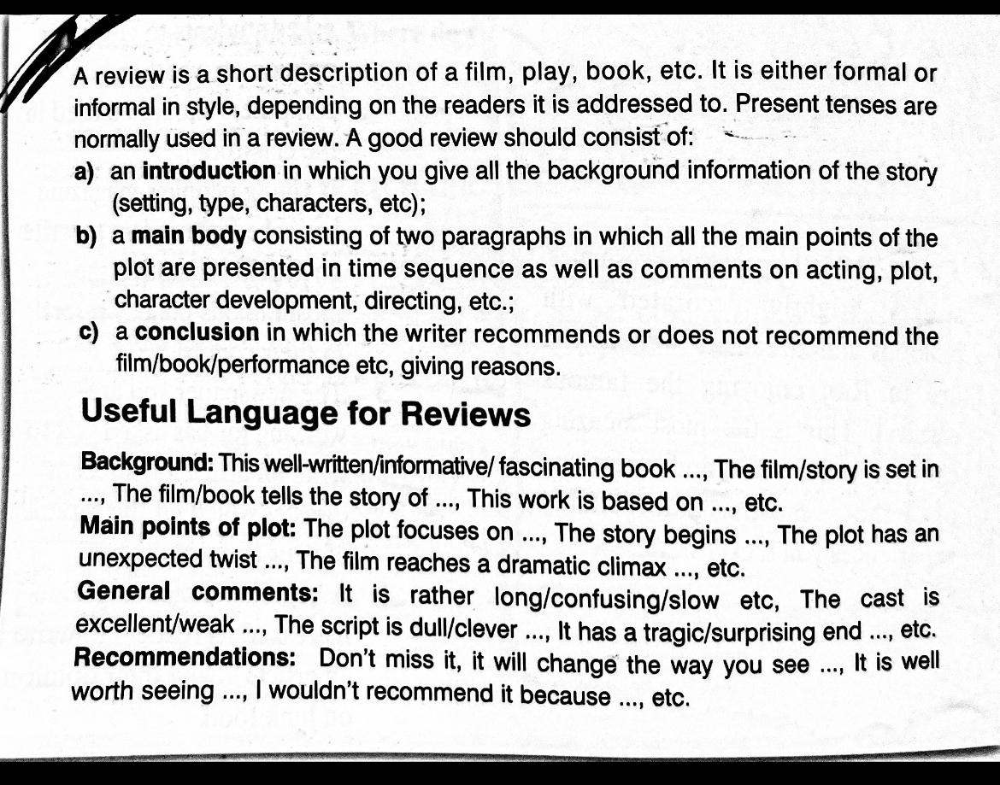 A review is a short description of a film, play, book, etc. It is either formal or
informal in style, depending on the readers it is addressed to. Present tenses are
normally used in a review. A good review should consist of:
a) an introduction in which you give all the background information of the story
(setting, type, characters, etc);
b) a main body consisting of two paragraphs in which all the main points of the
plot are presented in time sequence as well as comments on acting, plot,
character development, directing, etc.;
c) a conclusion in which the writer recommends or does not recommend the
film/book/performance etc, giving reasons.
Useful Language for Reviews
Background: This well-written/informative/ fascinating book ..., The film/story is set in
..., The film/book tells the story of ..., This work is based on ..., etc.
Main points of plot: The plot focuses on ..., The story begins ..., The plot has an
unexpected twist ..., The film reaches a dramatic climax ..., etc.
General comments: It is rather long/confusing/slow etc, The cast is
excellent/weak ..., The script is dull/clever ..., It has a tragic/surprising end ..., etc.
Recommendations: Don't miss it, it will change the way you see ..., It is well
worth seeing ..., I wouldn't recommend it because ..., etc.